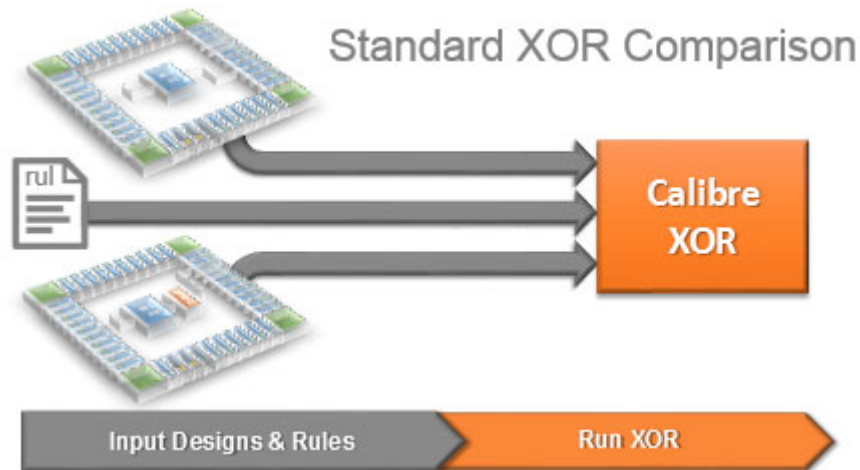 Standard XOR Comparison
rul
Calibre
XOR
Input Designs & Rules
Run XOR